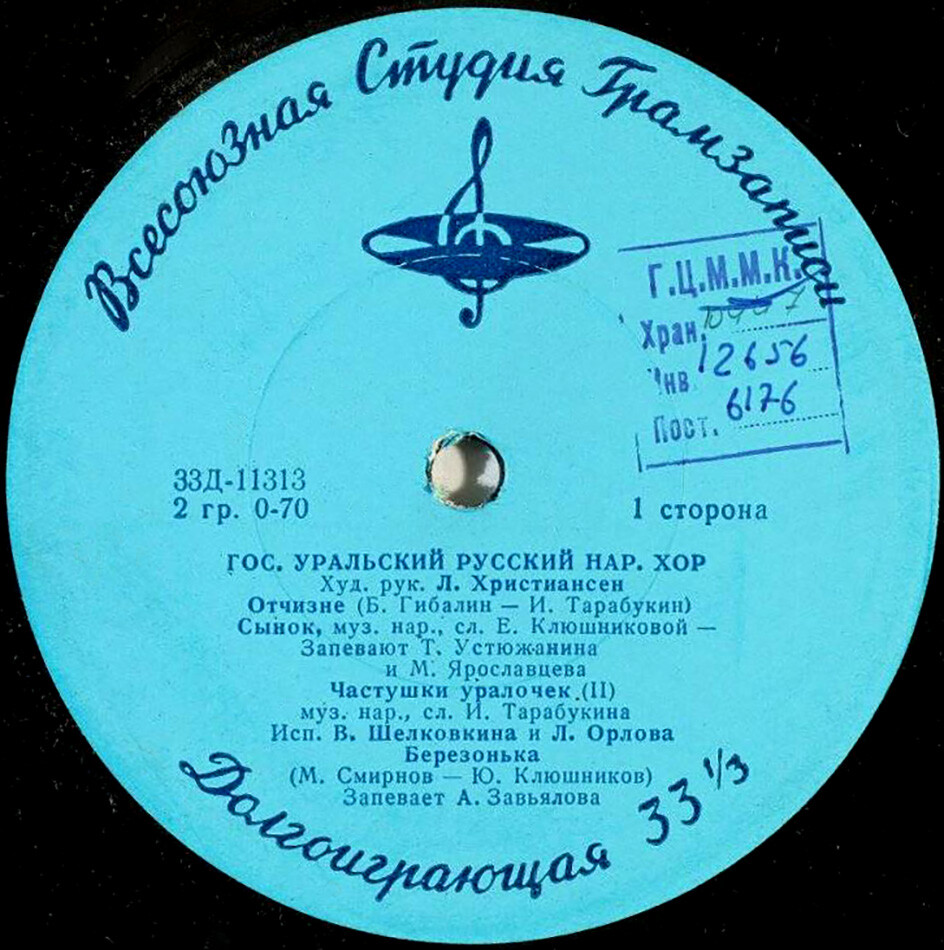 Всесоюзная Студия Грамзаписи
Г.Ц.М.М.К.
Хран.
Инв 12656
Пост. 6176
33Д-11313
2 гр. 0-70
1 сторона
ГОС. УРАЛЬСКИЙ РУССКИЙ НАР. ХОР
Худ. рук. Л. Христиансен
Отчизне (Б. Гибалин — И. Тарабукин)
Сынок, муз. нар., сл. Е. Клюшниковой —
Запевают Т. Устюжанина
и М. Ярославцева
Частушки уралочек (II)
муз. нар., сл. И. Тарабукина
Исп. В. Шелковкина и Л. Орлова
Березонька
(М. Смирнов — Ю. Клюшников)
Запевает А. Завьялова
Долгоиграющая 33 1/3